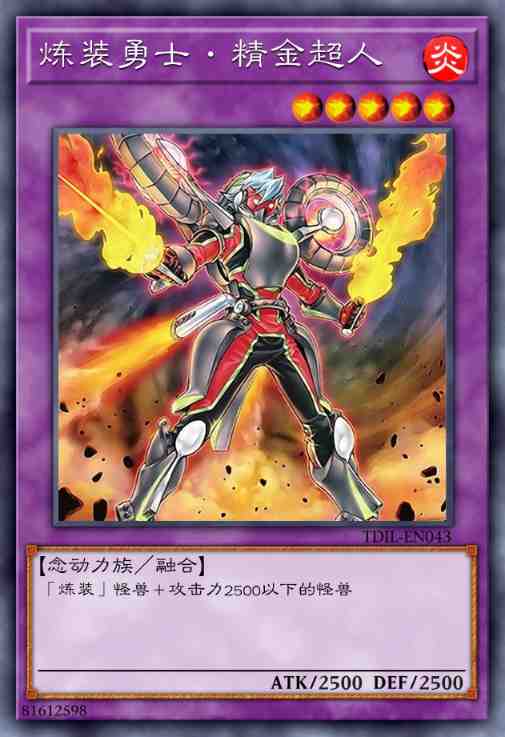 炼装勇士·精金超人
炎
TDIL-EN043
【念动力族／融合】
「炼装」怪兽＋攻击力2500以下的怪兽
ATK/2500 DEF/2500
81612598